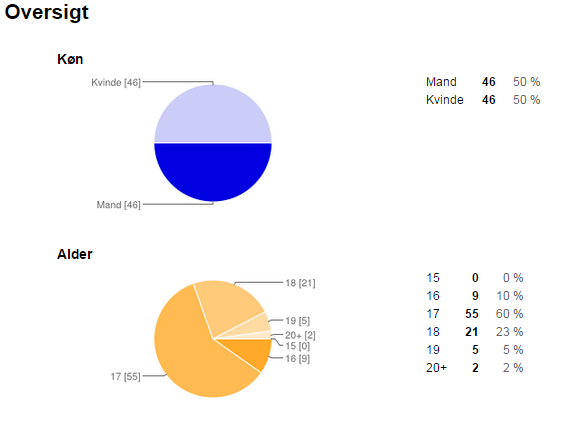 Oversigt
Køn
Kvinde [46]
Mand [46]
Mand 46 50 %
Kvinde 46 50 %
Alder
18 [21]
19 [5]
20+ [2]
15 [0]
16 [9]
17 [55]
15 0 0 %
16 9 10 %
17 55 60 %
18 21 23 %
19 5 5 %
20+ 2 2 %